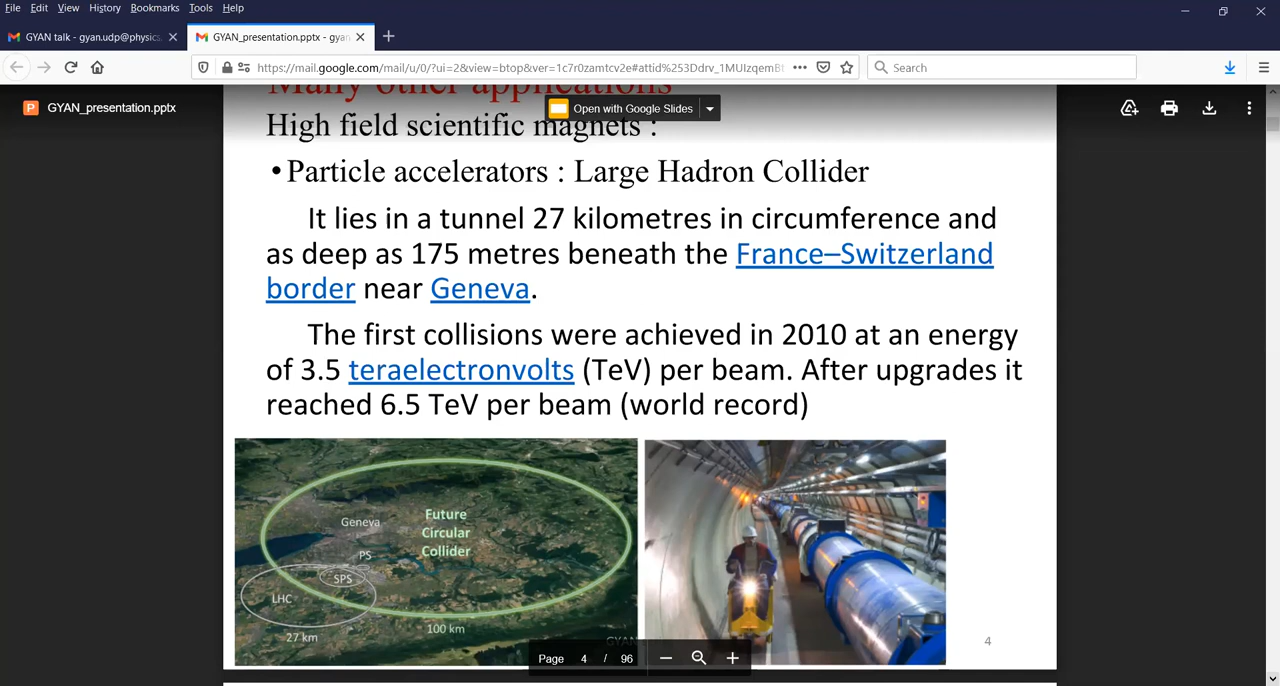 File Edit View History Bookmarks Tools Help
GYAN talk - gyan.udp@physics.
GYAN_presentation.pptx - gyan
https://mail.google.com/mail/u/0/?ui=2&view=btop&ver=1c7r0zamtcv2e#attid%253Ddrv_1MUIzqemBt
Search
P GYAN_presentation.pptx
Many other applications
Open with Google Slides
High field scientific magnets :
•Particle accelerators : Large Hadron Collider
It lies in a tunnel 27 kilometres in circumference and
as deep as 175 metres beneath the France–Switzerland
border near Geneva.
The first collisions were achieved in 2010 at an energy
of 3.5 teraelectronvolts (TeV) per beam. After upgrades it
reached 6.5 TeV per beam (world record)
Geneva
Future
Circular
Collider
PS
SPS
LHC
27 km
100 km
GYAN
4
Page 4 / 96